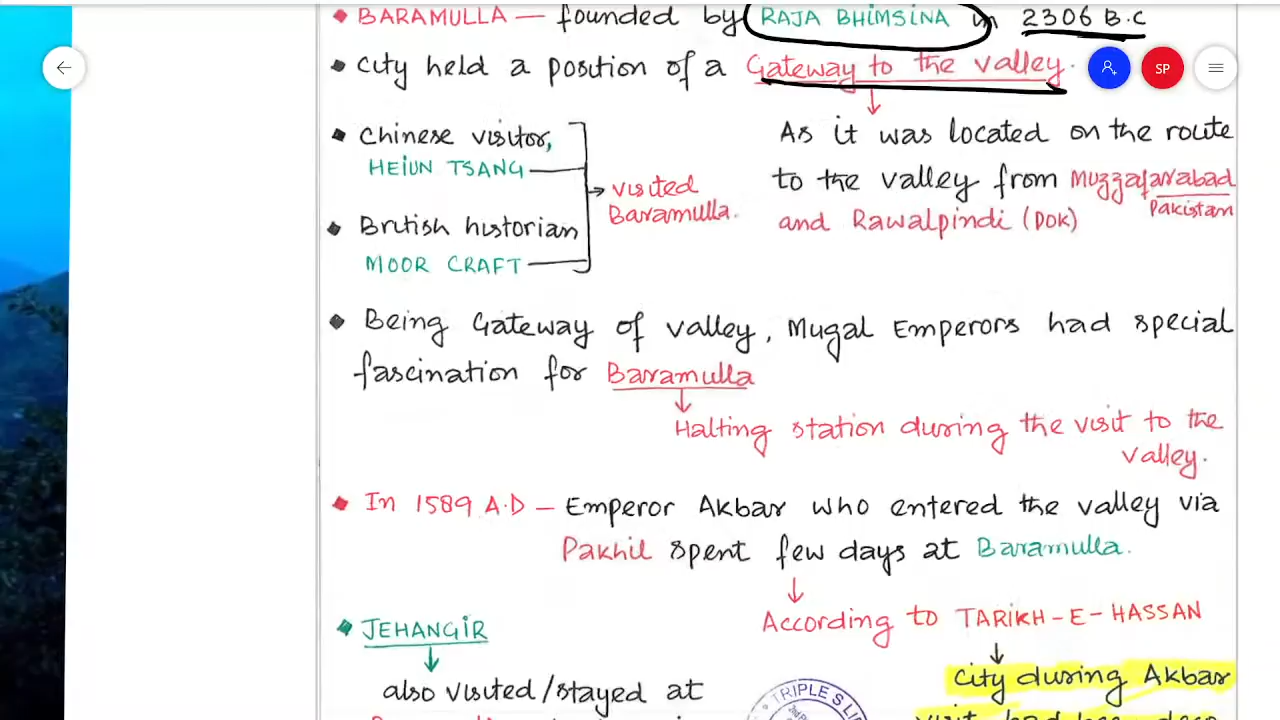 BARAMULLA — founded by RAJA BHIMSINA in 2306 B.C
City held a position of a Gateway to the valley.
As it was located on the route
to the valley from Muzzafarabad
Pakistan
and Rawalpindi (POK)
Chinese visitor,
HEIUN TSANG
British historian
MOOR CRAFT
visited
Baramulla.
Being Gateway of valley, Mugal Emperors had special
fascination for Baramulla
Halting station during the visit to the
valley.
In 1589 A.D — Emperor Akbar who entered the valley via
Pakhil spent few days at Baramulla.
According to TARIKH-E-HASSAN
City during Akbar
JEHANGIR
also visited/stayed at
TRIPLE S LI
SP